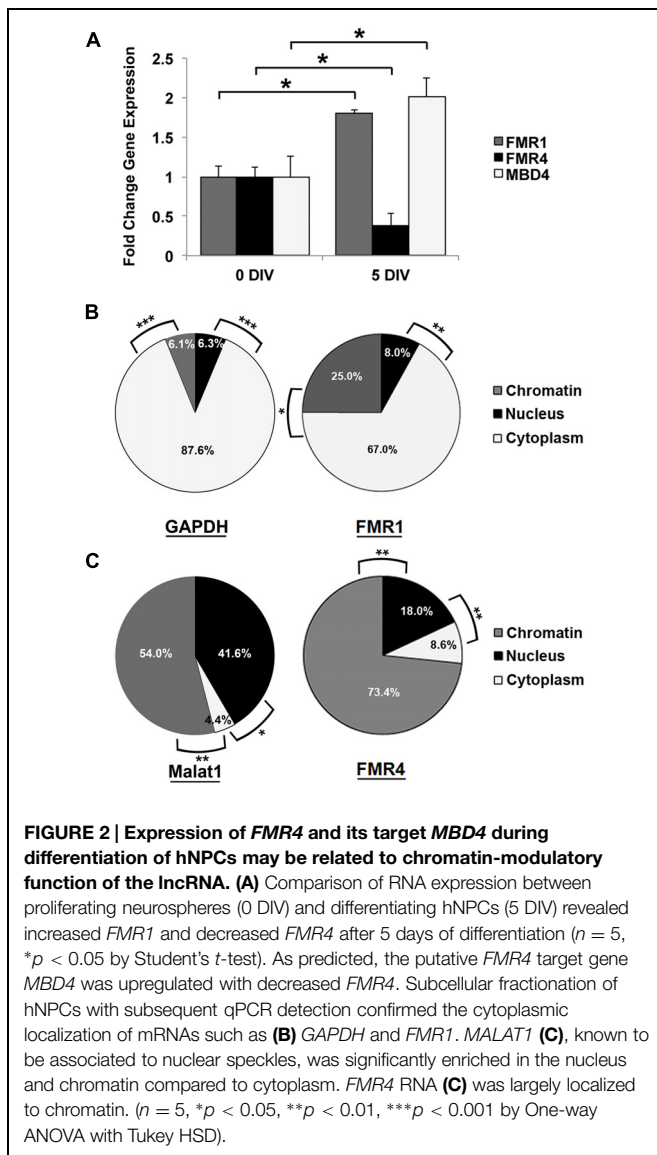 A
*
*
*
Fold Change Gene Expression
2.5
2
1.5
1
0.5
0
0 DIV
5 DIV
FMR1
FMR4
MBD4
B
***
***
6.1%
6.3%
87.6%
GAPDH
**
*
8.0%
25.0%
67.0%
FMR1
Chromatin
Nucleus
Cytoplasm
C
54.0%
41.6%
4.4%
**
*
Malat1
**
**
18.0%
8.6%
73.4%
FMR4
Chromatin
Nucleus
Cytoplasm
FIGURE 2 | Expression of FMR4 and its target MBD4 during
differentiation of hNPCs may be related to chromatin-modulatory
function of the lncRNA. (A) Comparison of RNA expression between
proliferating neurospheres (0 DIV) and differentiating hNPCs (5 DIV) revealed
increased FMR1 and decreased FMR4 after 5 days of differentiation (n = 5,
*p < 0.05 by Student's t-test). As predicted, the putative FMR4 target gene
MBD4 was upregulated with decreased FMR4. Subcellular fractionation of
hNPCs with subsequent qPCR detection confirmed the cytoplasmic
localization of mRNAs such as (B) GAPDH and FMR1. MALAT1 (C), known to
be associated to nuclear speckles, was significantly enriched in the nucleus
and chromatin compared to cytoplasm. FMR4 RNA (C) was largely localized
to chromatin. (n = 5, *p < 0.05, **p < 0.01, ***p < 0.001 by One-way
ANOVA with Tukey HSD).